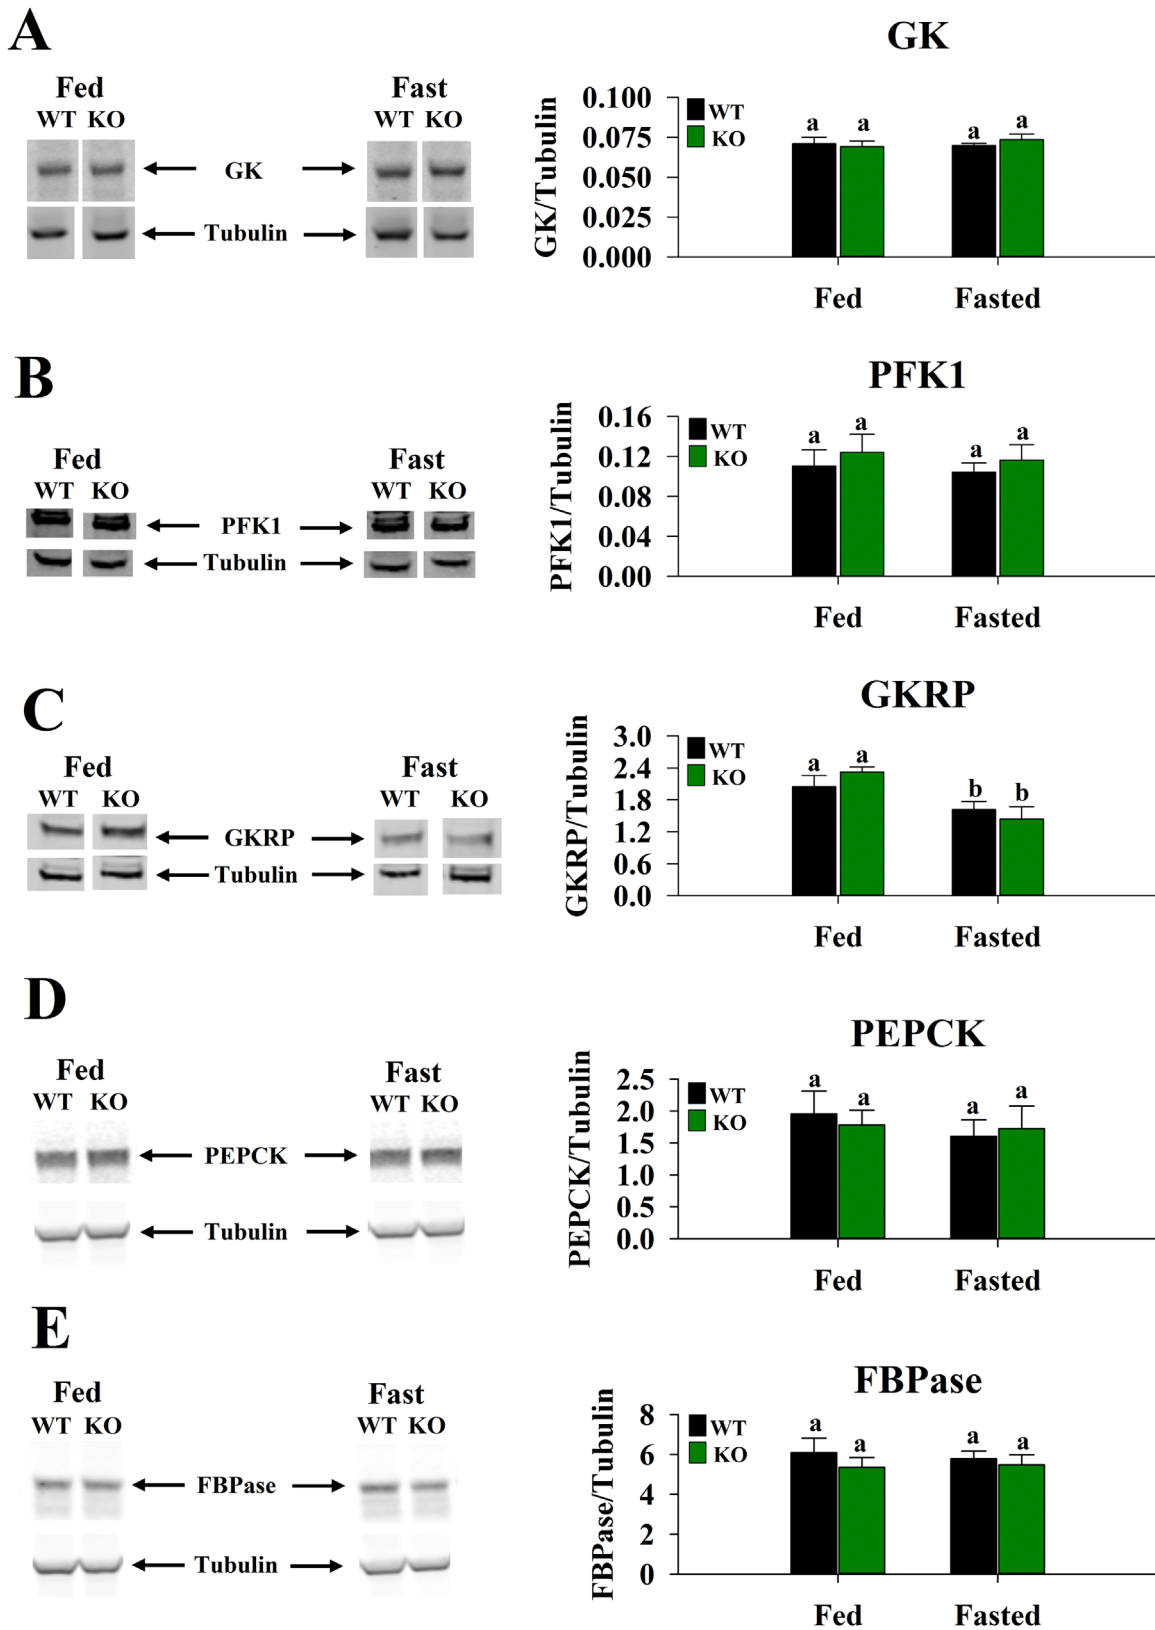 A
GK
Fed
Fast
WT KO
WT KO
GK
Tubulin
GK/Tubulin
0.100
0.075
0.050
0.025
0.000
WT
KO
a a a a
Fed Fasted
B
PFK1
Fed
Fast
WT KO
WT KO
PFK1
Tubulin
PFK1/Tubulin
0.16
0.12
0.08
0.04
0.00
WT
KO
a a a a
Fed Fasted
C
GKRP
Fed
Fast
WT KO
WT KO
GKRP
Tubulin
GKRP/Tubulin
3.0
2.4
1.8
1.2
0.6
0.0
WT
KO
a a b b
Fed Fasted
D
PEPCK
Fed
Fast
WT KO
WT KO
PEPCK
Tubulin
PEPCK/Tubulin
2.5
2.0
1.5
1.0
0.5
0.0
WT
KO
a a a a
Fed Fasted
E
FBPase
Fed
Fast
WT KO
WT KO
FBPase
Tubulin
FBPase/Tubulin
8
6
4
2
0
WT
KO
a a a a
Fed Fasted